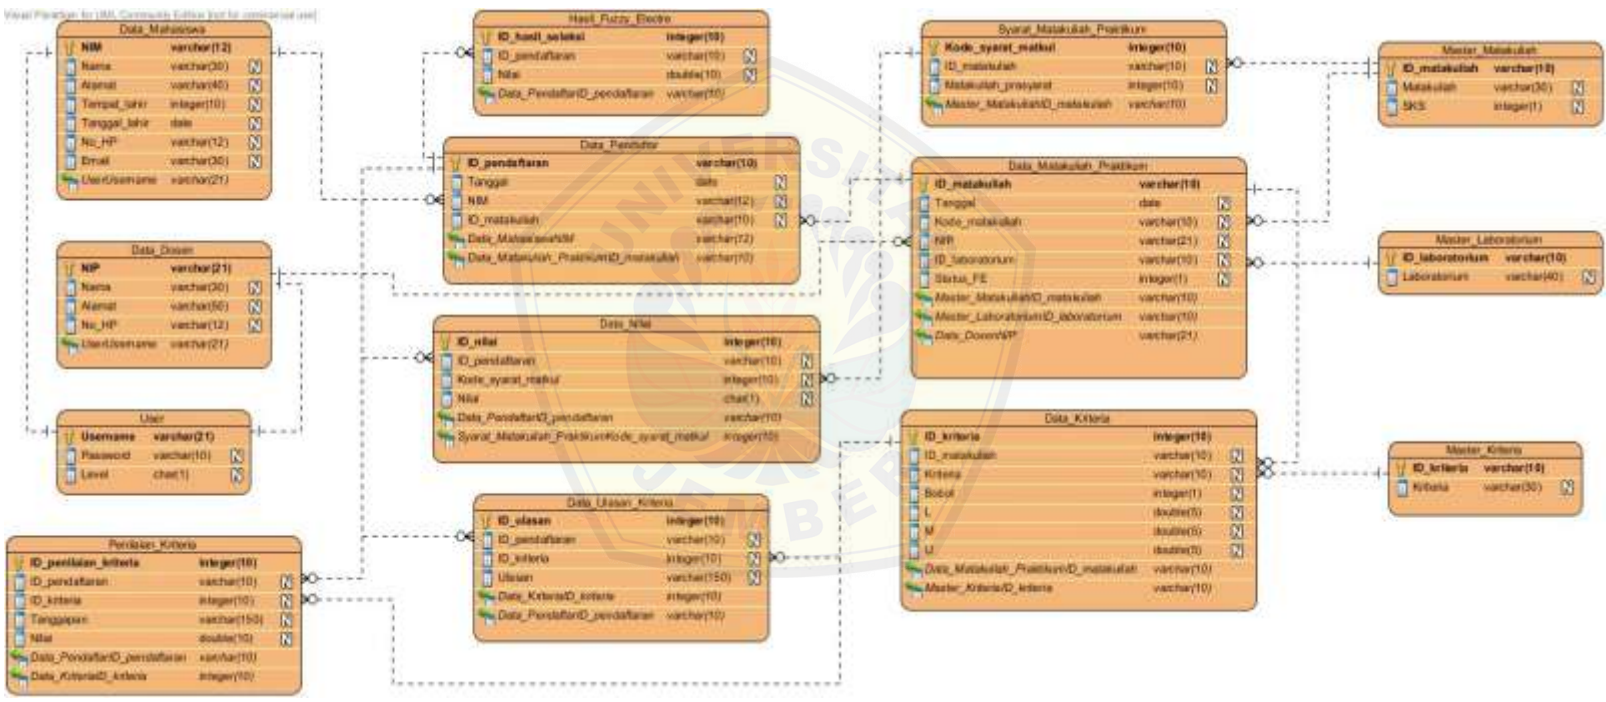 Visual Paradigm for UML Community Edition [not for commercial use]
Data_Mahasiswa
NIM varchar(12)
Nama varchar(30) N
Alamat varchar(40) N
Tempat_lahir integer(10) N
Tanggal_lahir date N
No_HP varchar(12) N
Email varchar(30) N
UserUsername varchar(21)
Data_Dosen
NIP varchar(21)
Nama varchar(30) N
Alamat varchar(50) N
No_HP varchar(12) N
UserUsername varchar(21)
User
Username varchar(21)
Password varchar(10) N
Level char(1) N
Penilaian_Kriteria
ID_penilaian_kriteria integer(10)
ID_pendaftaran varchar(10) N
ID_kriteria integer(10) N
Tanggapan varchar(150) N
Nilai double(10) N
Data_PendaftarID_pendaftaran varchar(10)
Data_KriteriaID_kriteria integer(10)
Hasil_Fuzzy_Electre
ID_hasil_seleksi integer(10)
ID_pendaftaran varchar(10) N
Nilai double(10) N
Data_PendaftarID_pendaftaran varchar(10)
Data_Pendaftar
ID_pendaftaran varchar(10)
Tanggal date N
NIM varchar(12) N
ID_matakuliah varchar(10) N
Data_MahasiswaNIM varchar(12)
Data_Matakuliah_PraktikumID_matakuliah varchar(10)
Data_Nilai
ID_nilai integer(10)
ID_pendaftaran varchar(10) N
Kode_syarat_matkul integer(10) N
Nilai char(1) N
Data_PendaftarID_pendaftaran varchar(10)
Syarat_Matakuliah_PraktikumKode_syarat_matkul integer(10)
Data_Ulasan_Kriteria
ID_ulasan integer(10)
ID_pendaftaran varchar(10) N
ID_kriteria integer(10) N
Ulasan varchar(150) N
Data_KriteriaID_kriteria integer(10)
Data_PendaftarID_pendaftaran varchar(10)
Syarat_Matakuliah_Praktikum
Kode_syarat_matkul integer(10)
ID_matakuliah varchar(10) N
Matakuliah_prasyarat integer(10) N
Master_MatakuliahID_matakuliah varchar(10)
Data_Matakuliah_Praktikum
ID_matakuliah varchar(10)
Tanggal date N
Kode_matakuliah varchar(10) N
NIP varchar(21) N
ID_laboratorium varchar(10) N
Status_FE integer(1) N
Master_MatakuliahID_matakuliah varchar(10)
Master_LaboratoriumID_laboratorium varchar(10)
Data_DosenNIP varchar(21)
Data_Kriteria
ID_kriteria integer(10)
ID_matakuliah varchar(10) N
Kriteria varchar(10) N
Bobot integer(1) N
L double(5) N
M double(5) N
U double(5) N
Data_Matakuliah_PraktikumID_matakuliah varchar(10)
Master_KriteriaID_kriteria varchar(10)
Master_Matakuliah
ID_matakuliah varchar(10)
Matakuliah varchar(30) N
SKS integer(1) N
Master_Laboratorium
ID_laboratorium varchar(10)
Laboratorium varchar(40) N
Master_Kriteria
ID_kriteria varchar(10)
Kriteria varchar(30) N
UNIVERSITAS
JEMBER